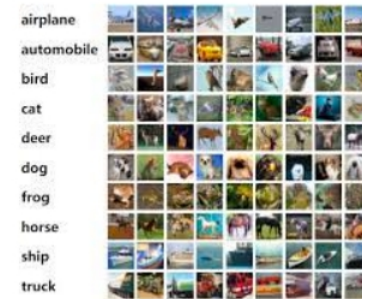 airplane
automobile
bird
cat
deer
dog
frog
horse
ship
truck